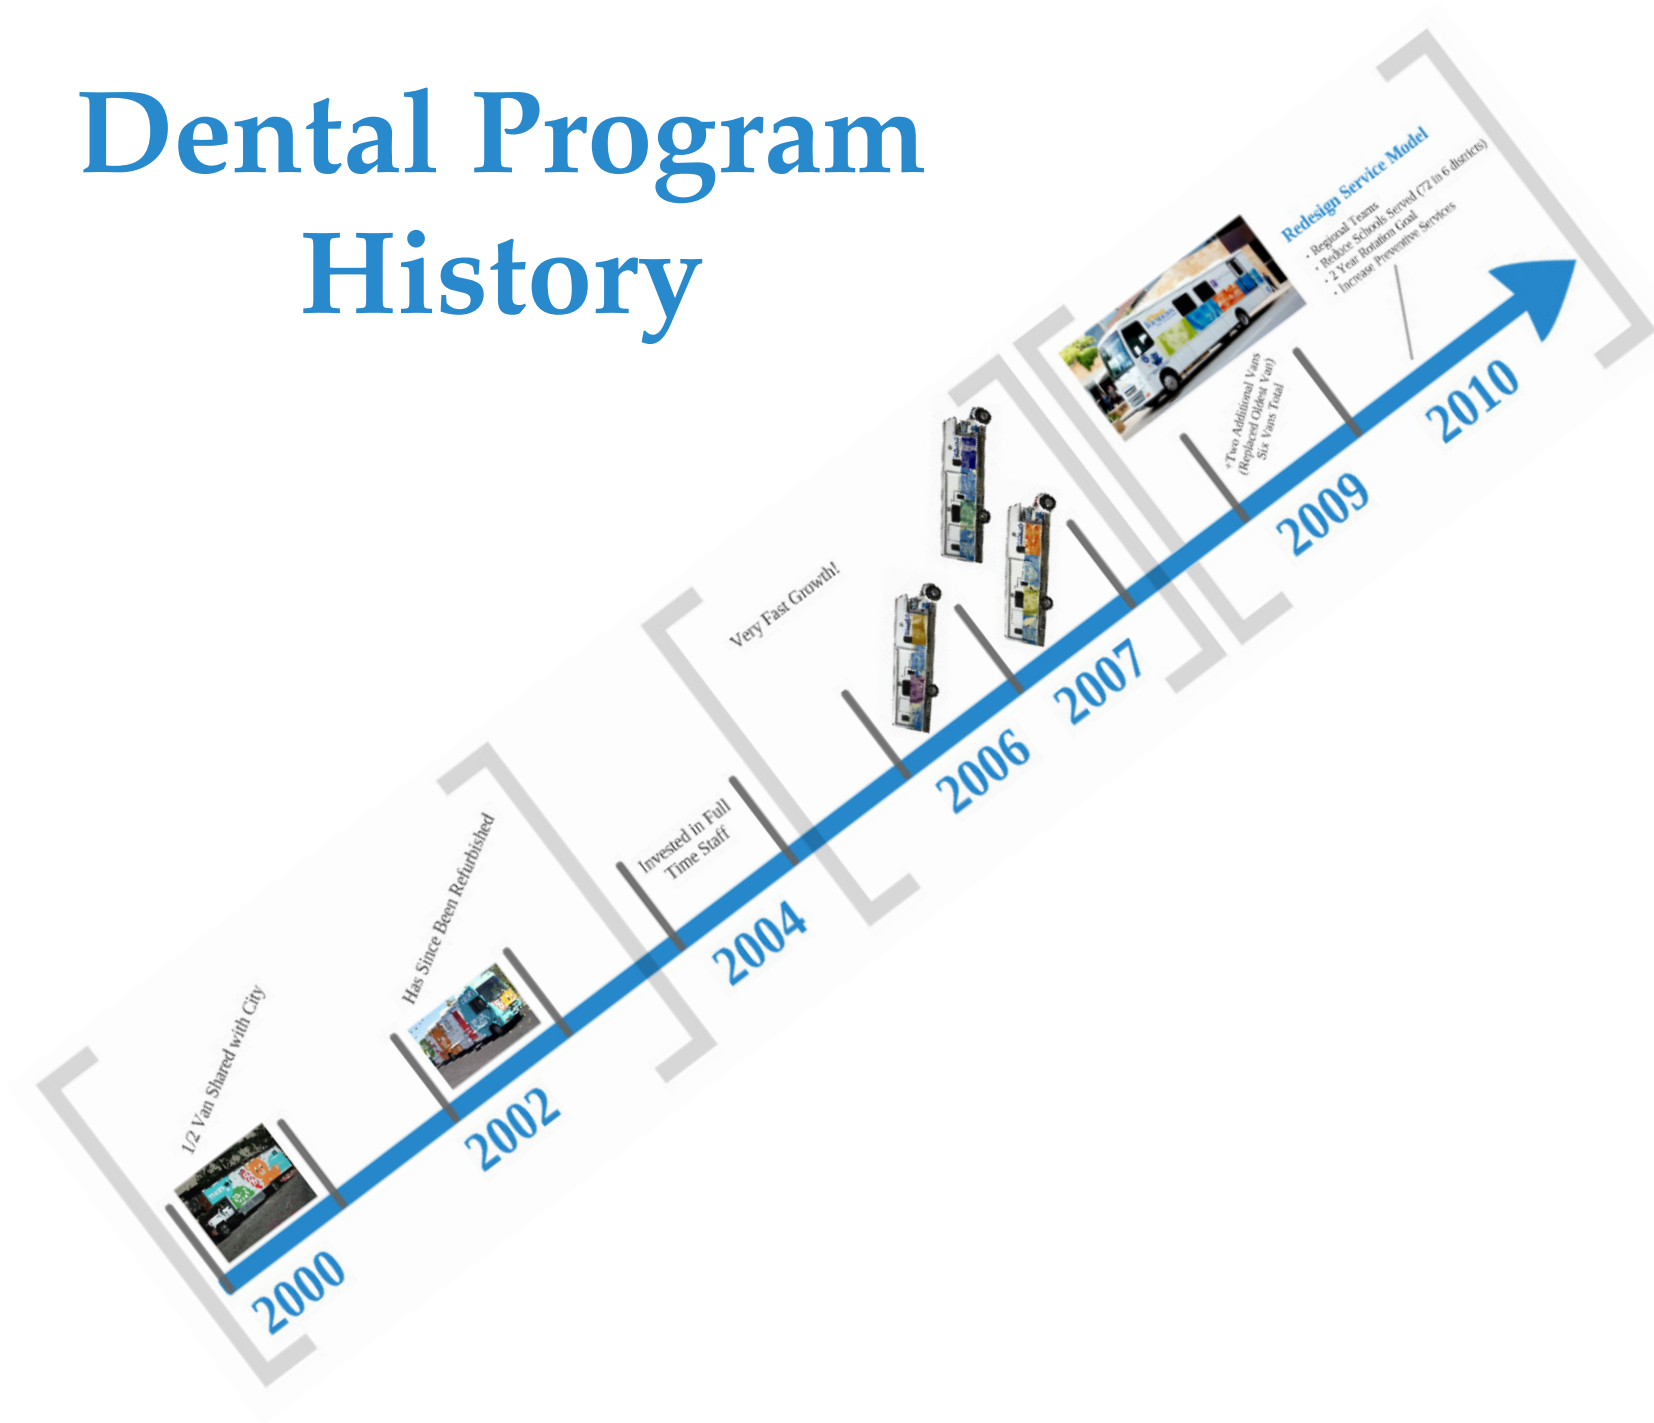 Dental Program
History
1/2 Van Shared with City
2000
Has Since Been Refurbished
2002
Invested in Full
Time Staff
2004
Very Fast Growth!
2006
2007
+Two Additional Vans
(Replaced Oldest Van)
Six Vans Total
2009
Redesign Service Model
• Regional Teams
• Reduce Schools Served (72 in 6 districts)
• 2 Year Rotation Goal
• Increase Preventive Services
2010